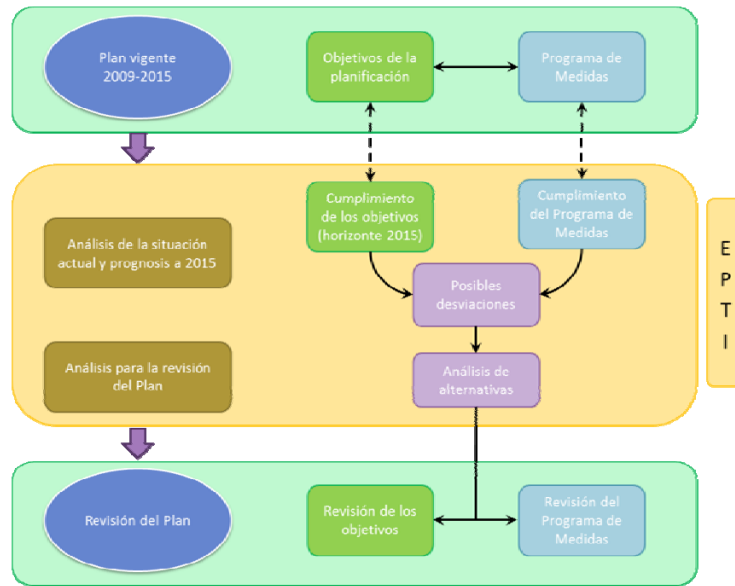 Plan vigente
2009-2015
Objetivos de la
planificación
Programa de
Medidas
Cumplimiento
de los objetivos
(horizonte 2015)
Cumplimiento
del Programa de
Medidas
Análisis de la situación
actual y prognosis a 2015
Posibles
desviaciones
Análisis para la revisión
del Plan
Análisis de
alternativas
E
P
T
I
Revisión del Plan
Revisión de los
objetivos
Revisión del
Programa de
Medidas